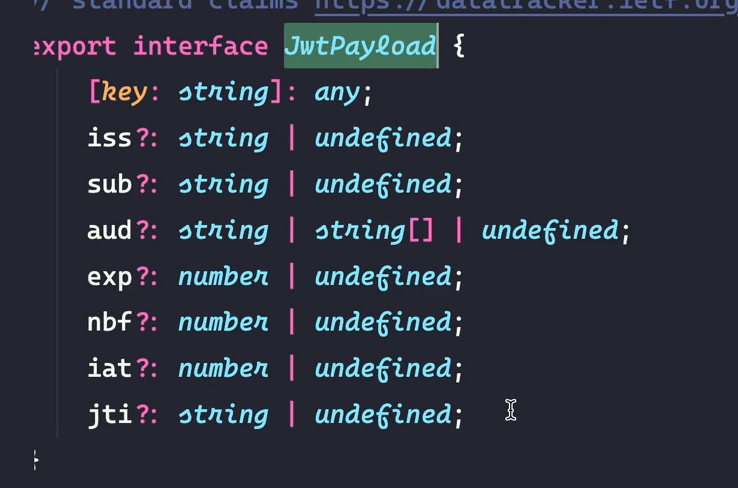 // standard claims https://datatracker.ietf.org
export interface JwtPayload {
[key: string]: any;
iss?: string | undefined;
sub?: string | undefined;
aud?: string | string[] | undefined;
exp?: number | undefined;
nbf?: number | undefined;
iat?: number | undefined;
jti?: string | undefined;
}